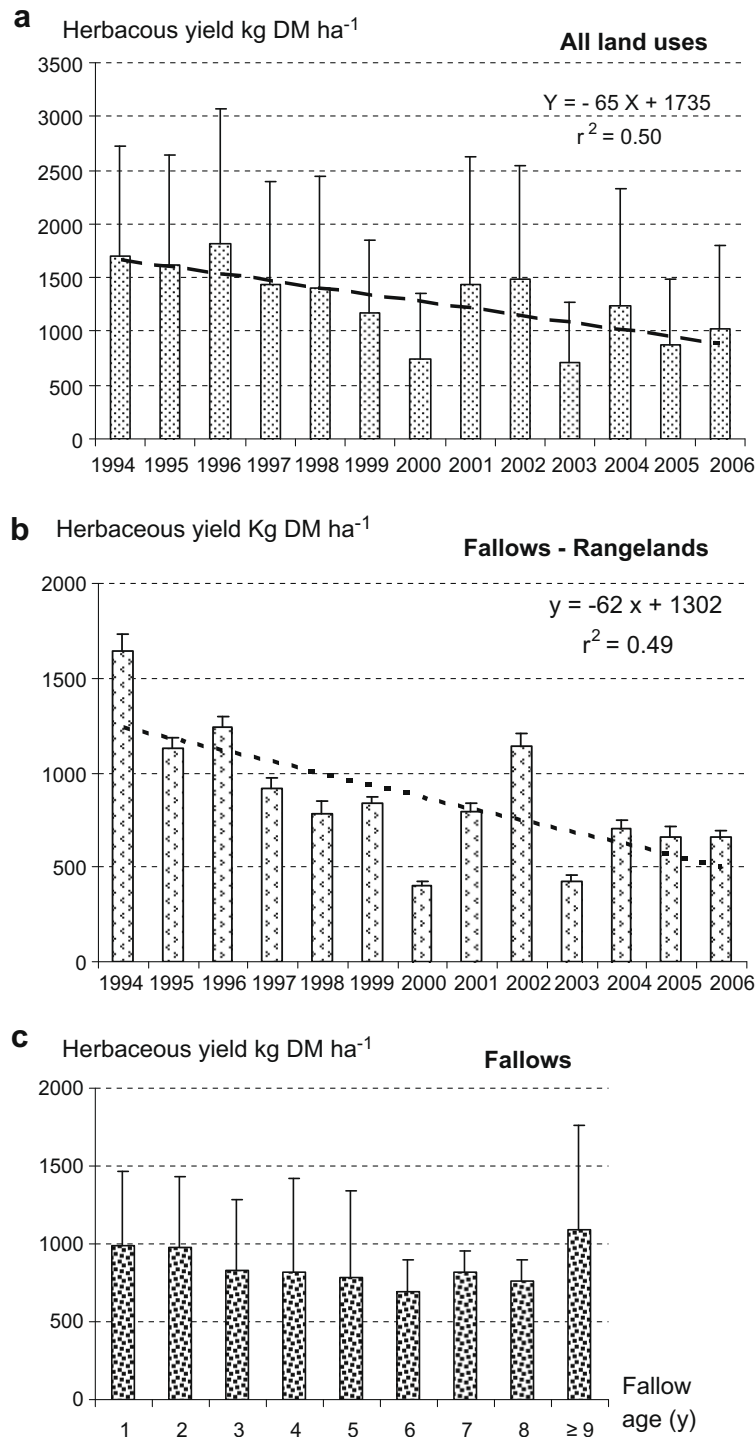 a
Herbacous yield kg DM ha-1
All land uses
3500
Y = - 65 X + 1735
3000
r 2 = 0.50
2500
2000
1500
1000
500
0
1994 1995 1996 1997 1998 1999 2000 2001 2002 2003 2004 2005 2006
b
Herbaceous yield Kg DM ha-1
Fallows - Rangelands
2000
y = -62 x + 1302
r2 = 0.49
1500
1000
500
0
1994 1995 1996 1997 1998 1999 2000 2001 2002 2003 2004 2005 2006
c
Herbaceous yield kg DM ha-1
Fallows
2000
1500
1000
500
0
1 2 3 4 5 6 7 8 ≥ 9
Fallow
age (y)